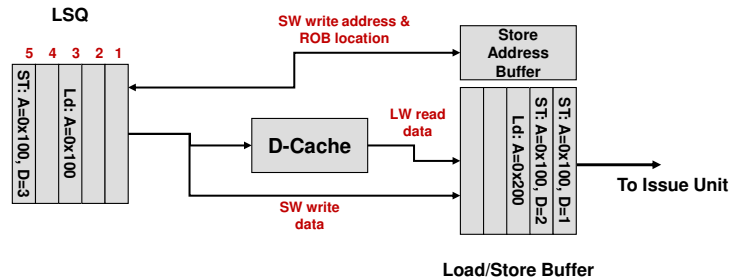 LSQ
SW write address &
ROB location
Store
Address
Buffer
5 4 3 2 1
ST: A=0x100, D=3
Ld: A=0x100
D-Cache
LW read
data
SW write
data
Ld: A=0x200
ST: A=0x100, D=2
ST: A=0x100, D=1
To Issue Unit
Load/Store Buffer